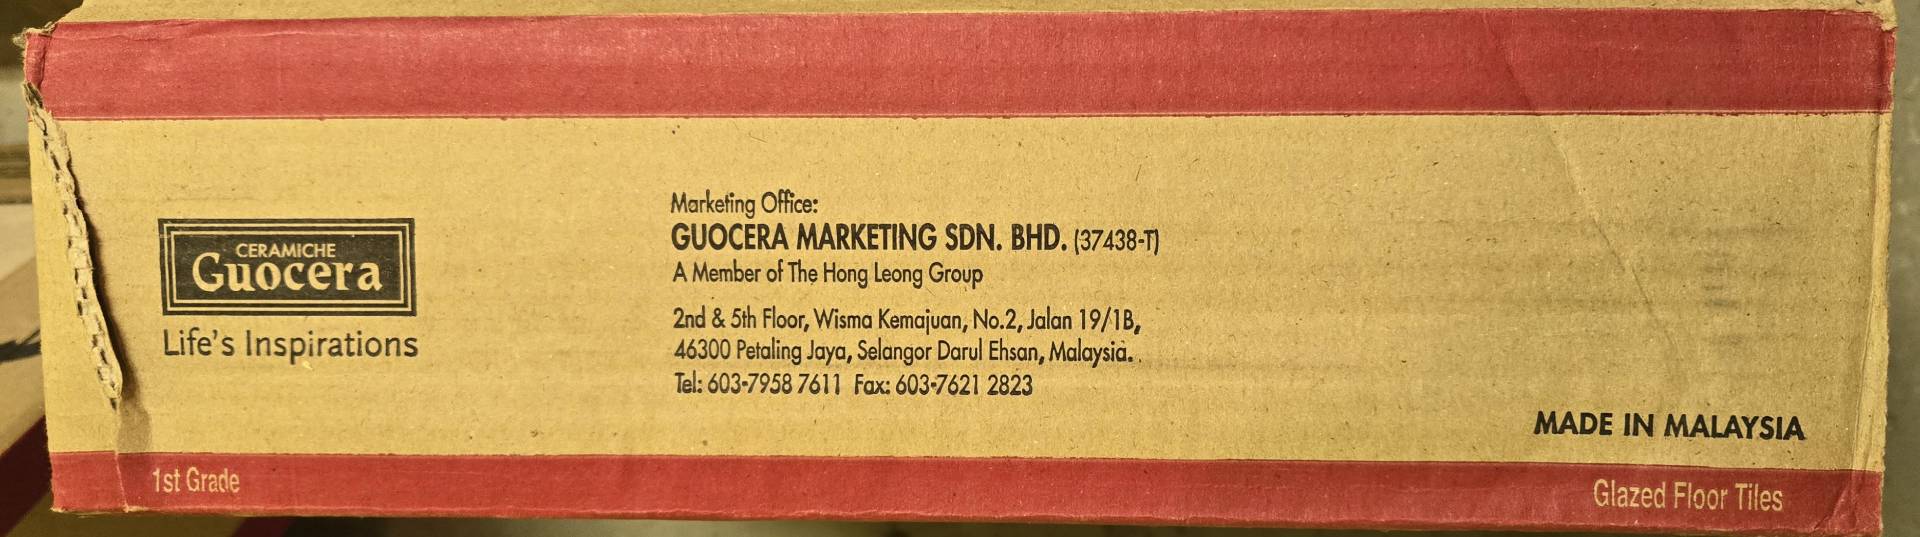 CERAMICHE
Guocera
Life's Inspirations
Marketing Office:
GUOCERA MARKETING SDN. BHD. (37438-T)
A Member of The Hong Leong Group
2nd & 5th Floor, Wisma Kemajuan, No.2, Jalan 19/1B,
46300 Petaling Jaya, Selangor Darul Ehsan, Malaysia.
Tel: 603-7958 7611 Fax: 603-7621 2823
MADE IN MALAYSIA
1st Grade
Glazed Floor Tiles